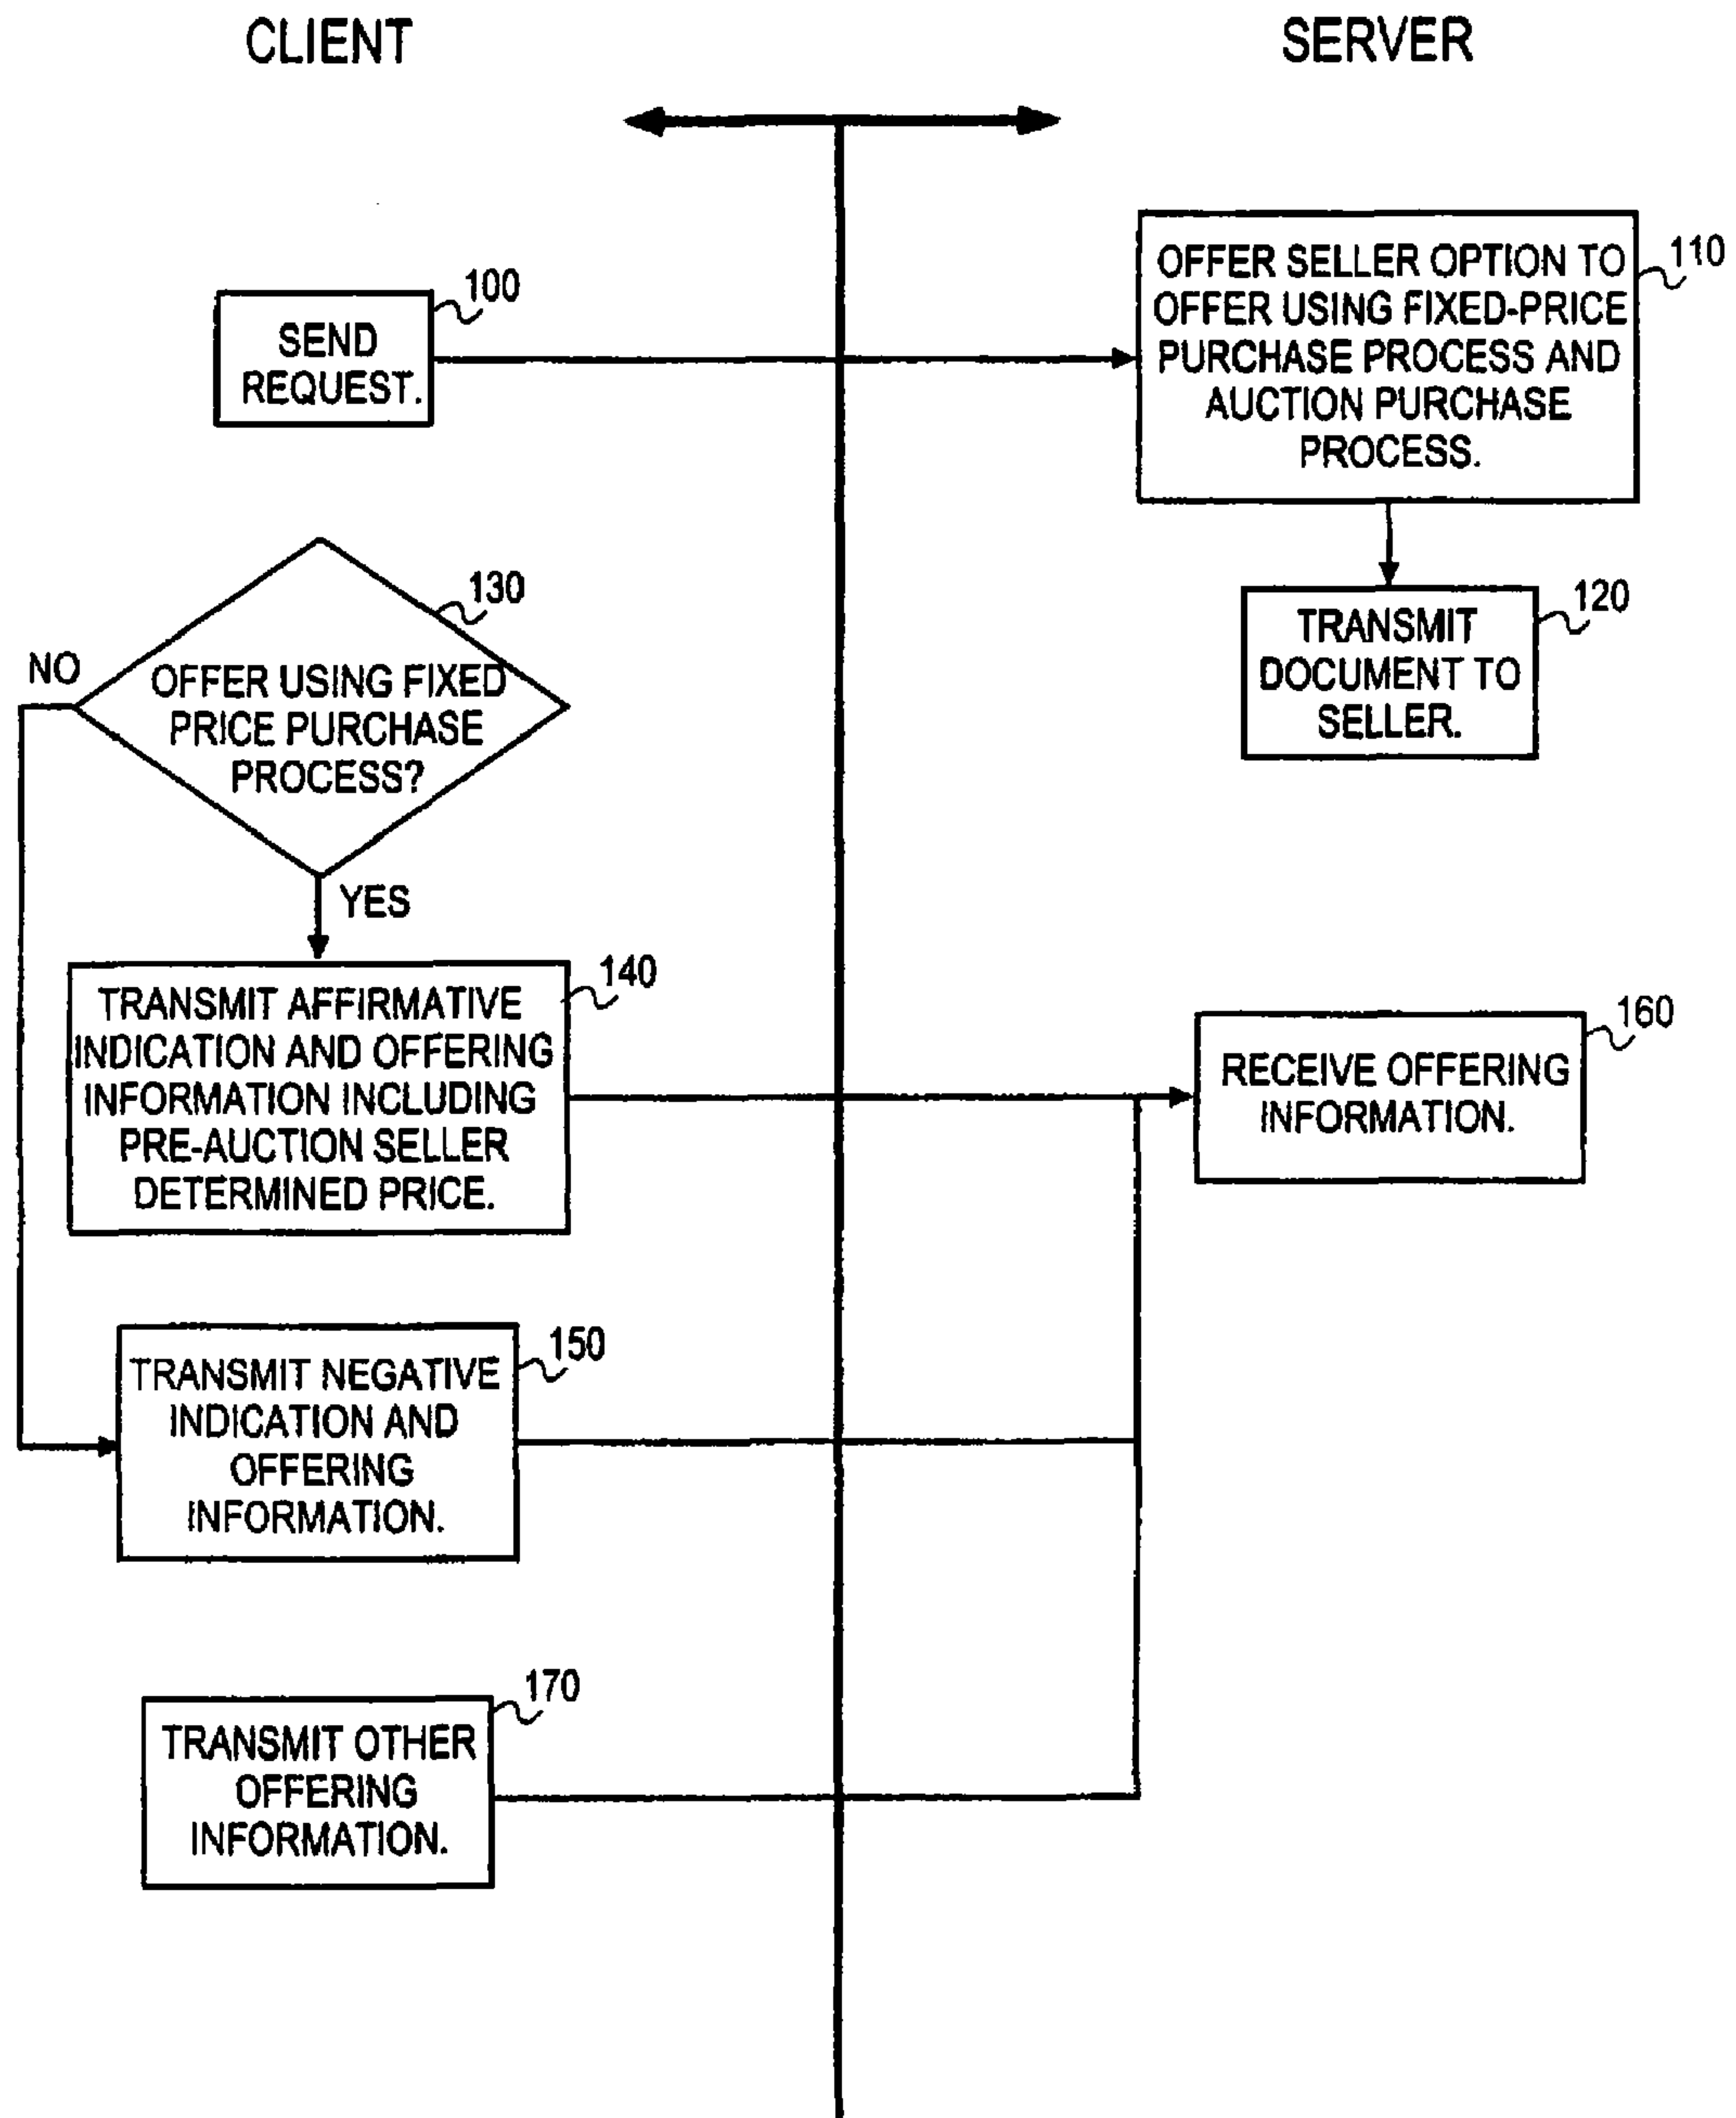 CLIENT
SERVER
100
SEND
REQUEST.
110
OFFER SELLER OPTION TO
OFFER USING FIXED-PRICE
PURCHASE PROCESS AND
AUCTION PURCHASE
PROCESS.
120
TRANSMIT
DOCUMENT TO
SELLER.
130
NO
OFFER USING FIXED
PRICE PURCHASE
PROCESS?
YES
140
TRANSMIT AFFIRMATIVE
INDICATION AND OFFERING
INFORMATION INCLUDING
PRE-AUCTION SELLER
DETERMINED PRICE.
160
RECEIVE OFFERING
INFORMATION.
150
TRANSMIT NEGATIVE
INDICATION AND
OFFERING
INFORMATION.
170
TRANSMIT OTHER
OFFERING
INFORMATION.